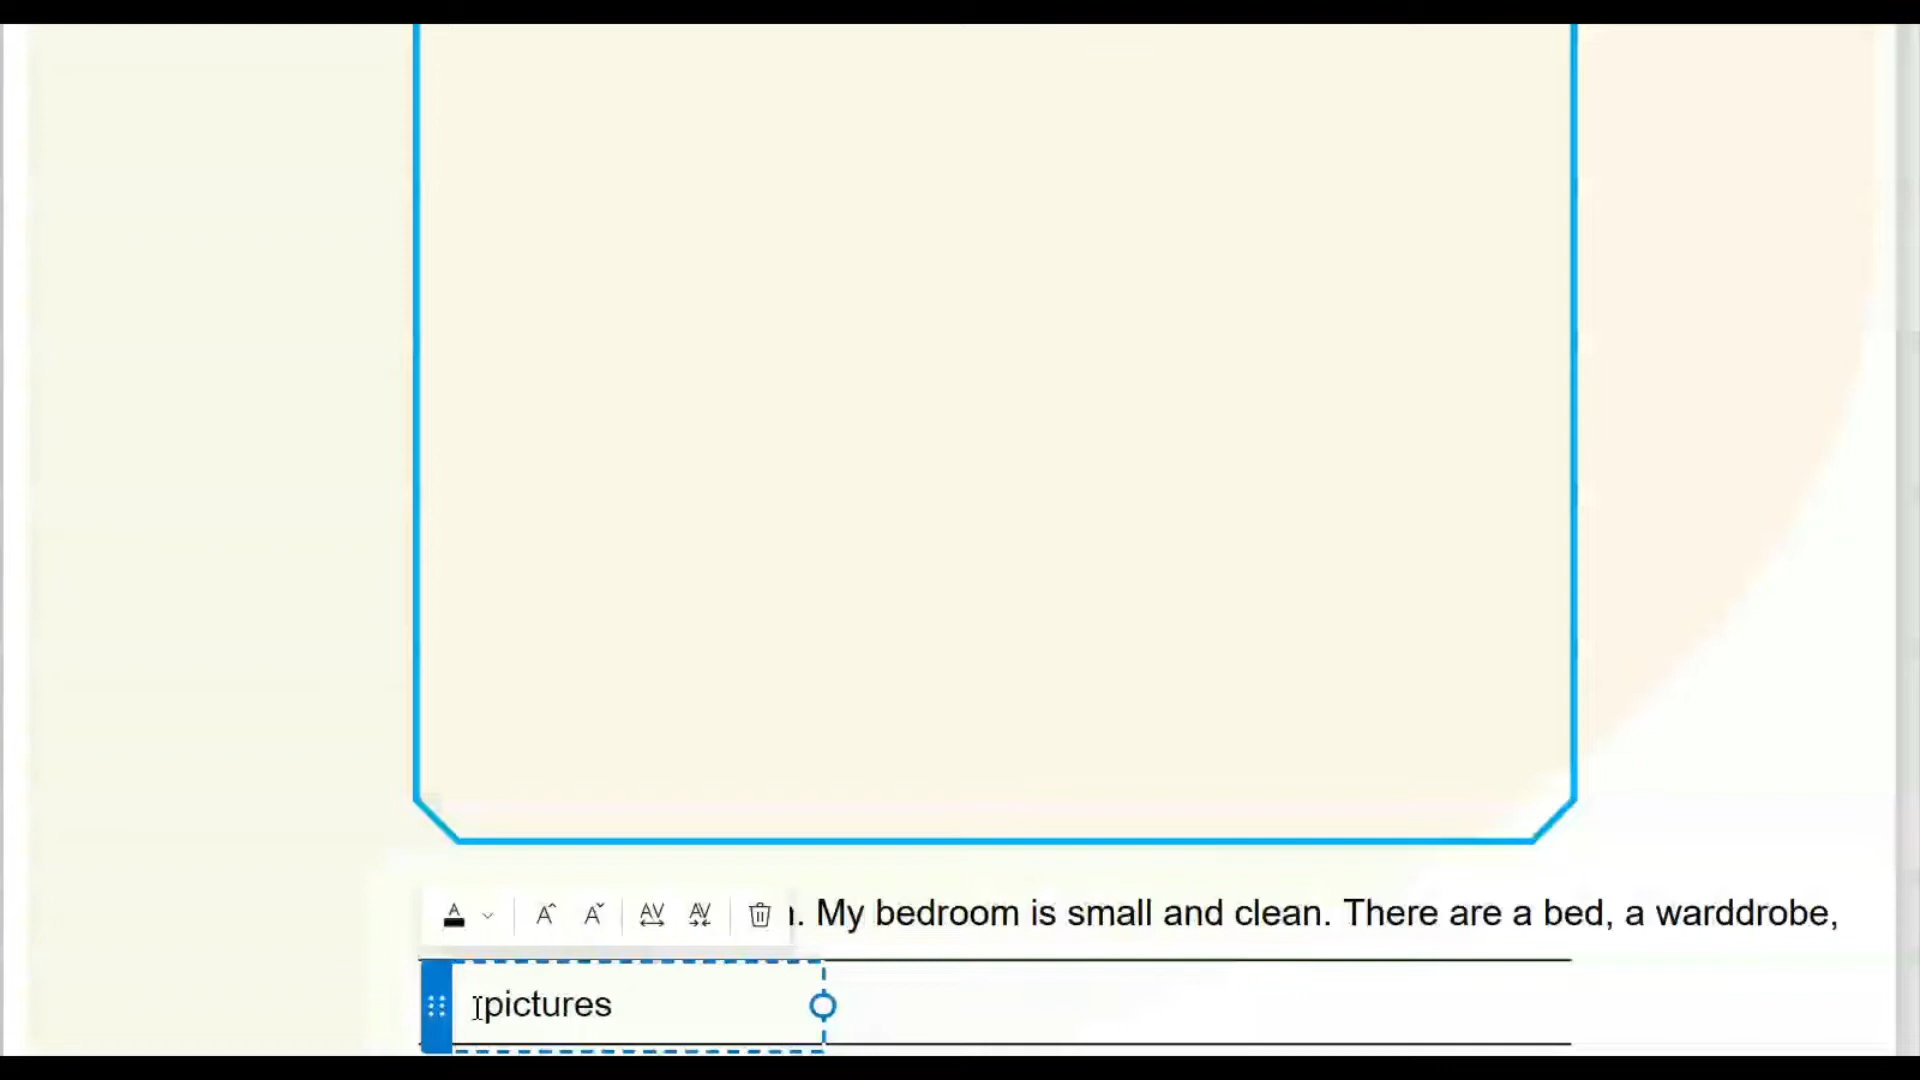 . My bedroom is small and clean. There are a bed, a warddrobe,
pictures